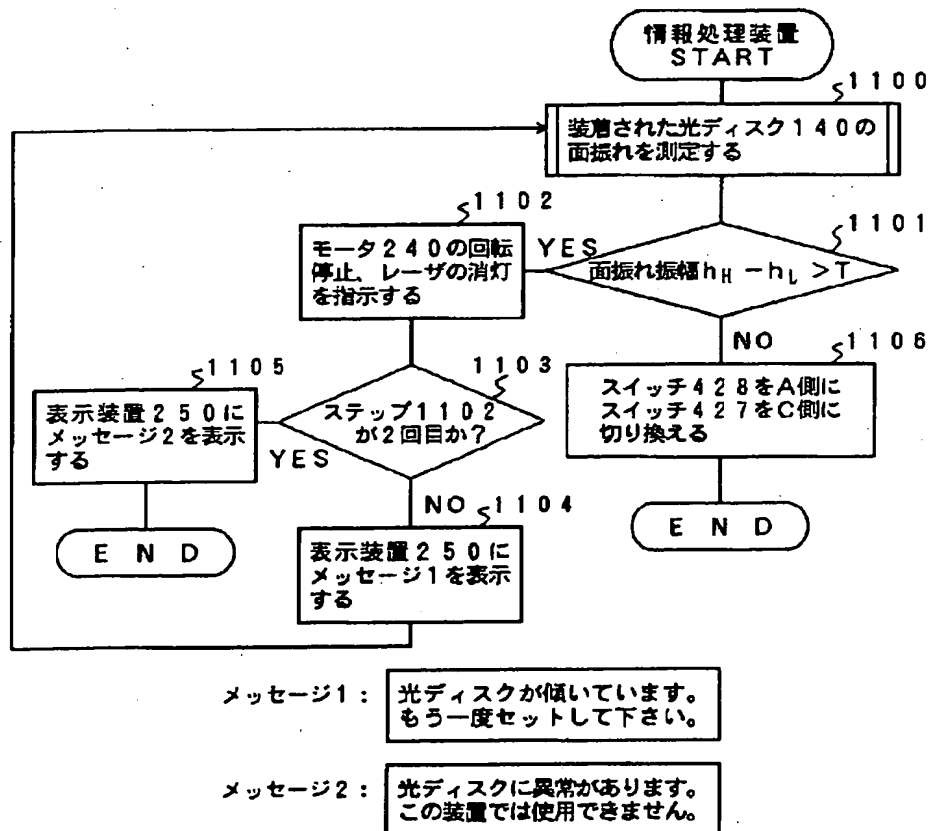 情報処理装置
START
1100
装着された光ディスク140の
面振れを測定する
1102
モータ240の回転
停止、レーザの消灯
を指示する
YES
1101
面振れ振幅hH－hL＞T
NO
1106
スイッチ428をA側に
スイッチ427をC側に
切り換える
END
1105
表示装置250に
メッセージ2を表示
する
END
1103
ステップ1102
が2回目か？
YES
NO
1104
表示装置250に
メッセージ1を表示
する
メッセージ1：
光ディスクが傾いています。
もう一度セットして下さい。
メッセージ2：
光ディスクに異常があります。
この装置では使用できません。